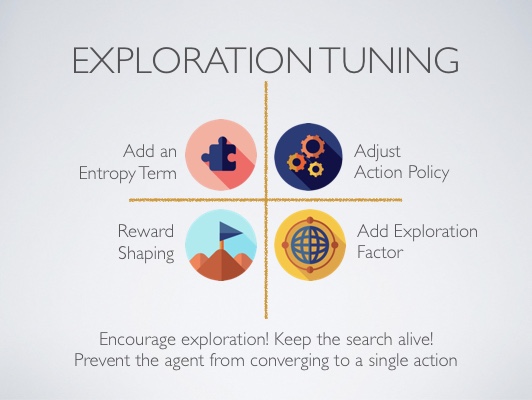 EXPLORATION TUNING
Add an
Entropy Term
Adjust
Action Policy
Reward
Shaping
Add Exploration
Factor
Encourage exploration! Keep the search alive!
Prevent the agent from converging to a single action